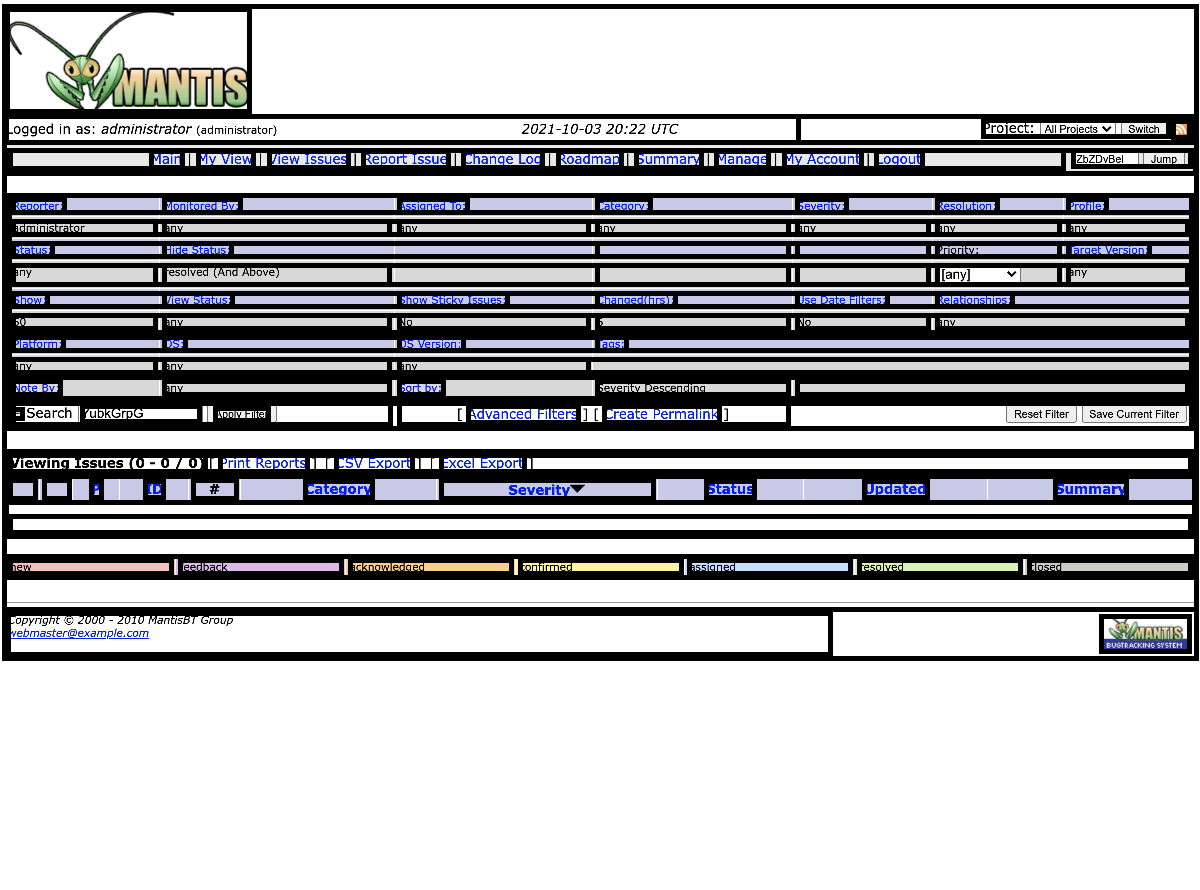 MANTIS
Logged in as: administrator (administrator) 2021-10-03 20:22 UTC Project: All Projects Switch
Main | My View | View Issues | Report Issue | Change Log | Roadmap | Summary | Manage | My Account | Logout ZbZDvBel Jump
Reporter: Monitored By: Assigned To: Category: Severity: Resolution: Profile:
administrator any any any any any any
Status: Hide Status: Priority: Target Version:
any resolved (And Above) [any] any
Show: View Status: Show Sticky Issues: Changed(hrs): Use Date Filters: Relationships:
50 any No 6 No any
Platform: OS: OS Version: Tags:
any any any
Note By: any Sort by: Severity Descending
Search YubkGrpG Apply Filter [ Advanced Filters ] [ Create Permalink ] Reset Filter Save Current Filter
Viewing Issues (0 - 0 / 0) [ Print Reports ] [ CSV Export ] [ Excel Export ]
P ID # Category Severity Status Updated Summary
new feedback acknowledged confirmed assigned resolved closed
Copyright © 2000 - 2010 MantisBT Group
webmaster@example.com
MANTIS
BUGTRACKING SYSTEM